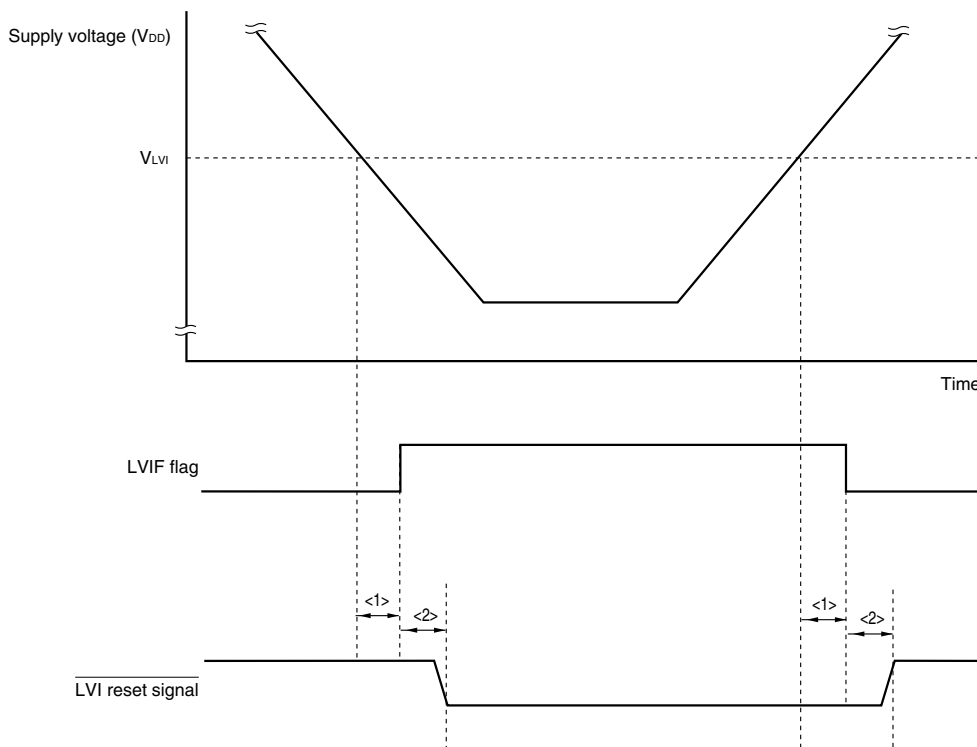 Supply voltage (VDD)
VLVI
Time
LVIF flag
<1>
<1>
<2>
<2>
LVI reset signal